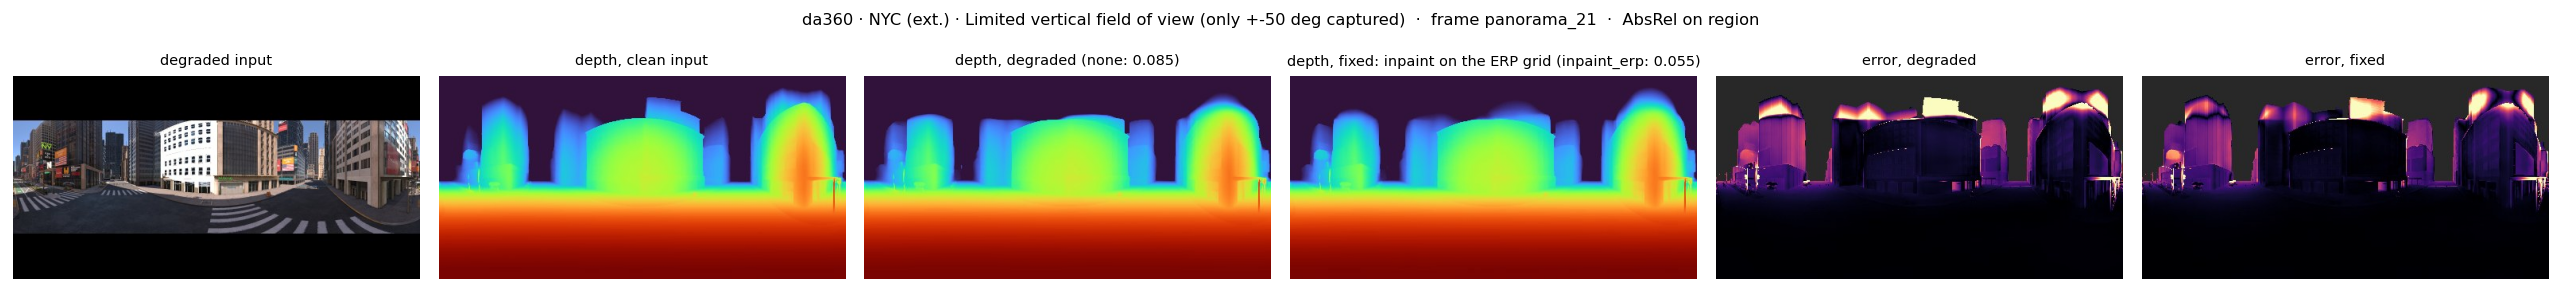 da360 · NYC (ext.) · Limited vertical field of view (only +-50 deg captured)  ·  frame panorama_21  ·  AbsRel on region
degraded input
depth, clean input
depth, degraded (none: 0.085)
depth, fixed: inpaint on the ERP grid (inpaint_erp: 0.055)
error, degraded
error, fixed